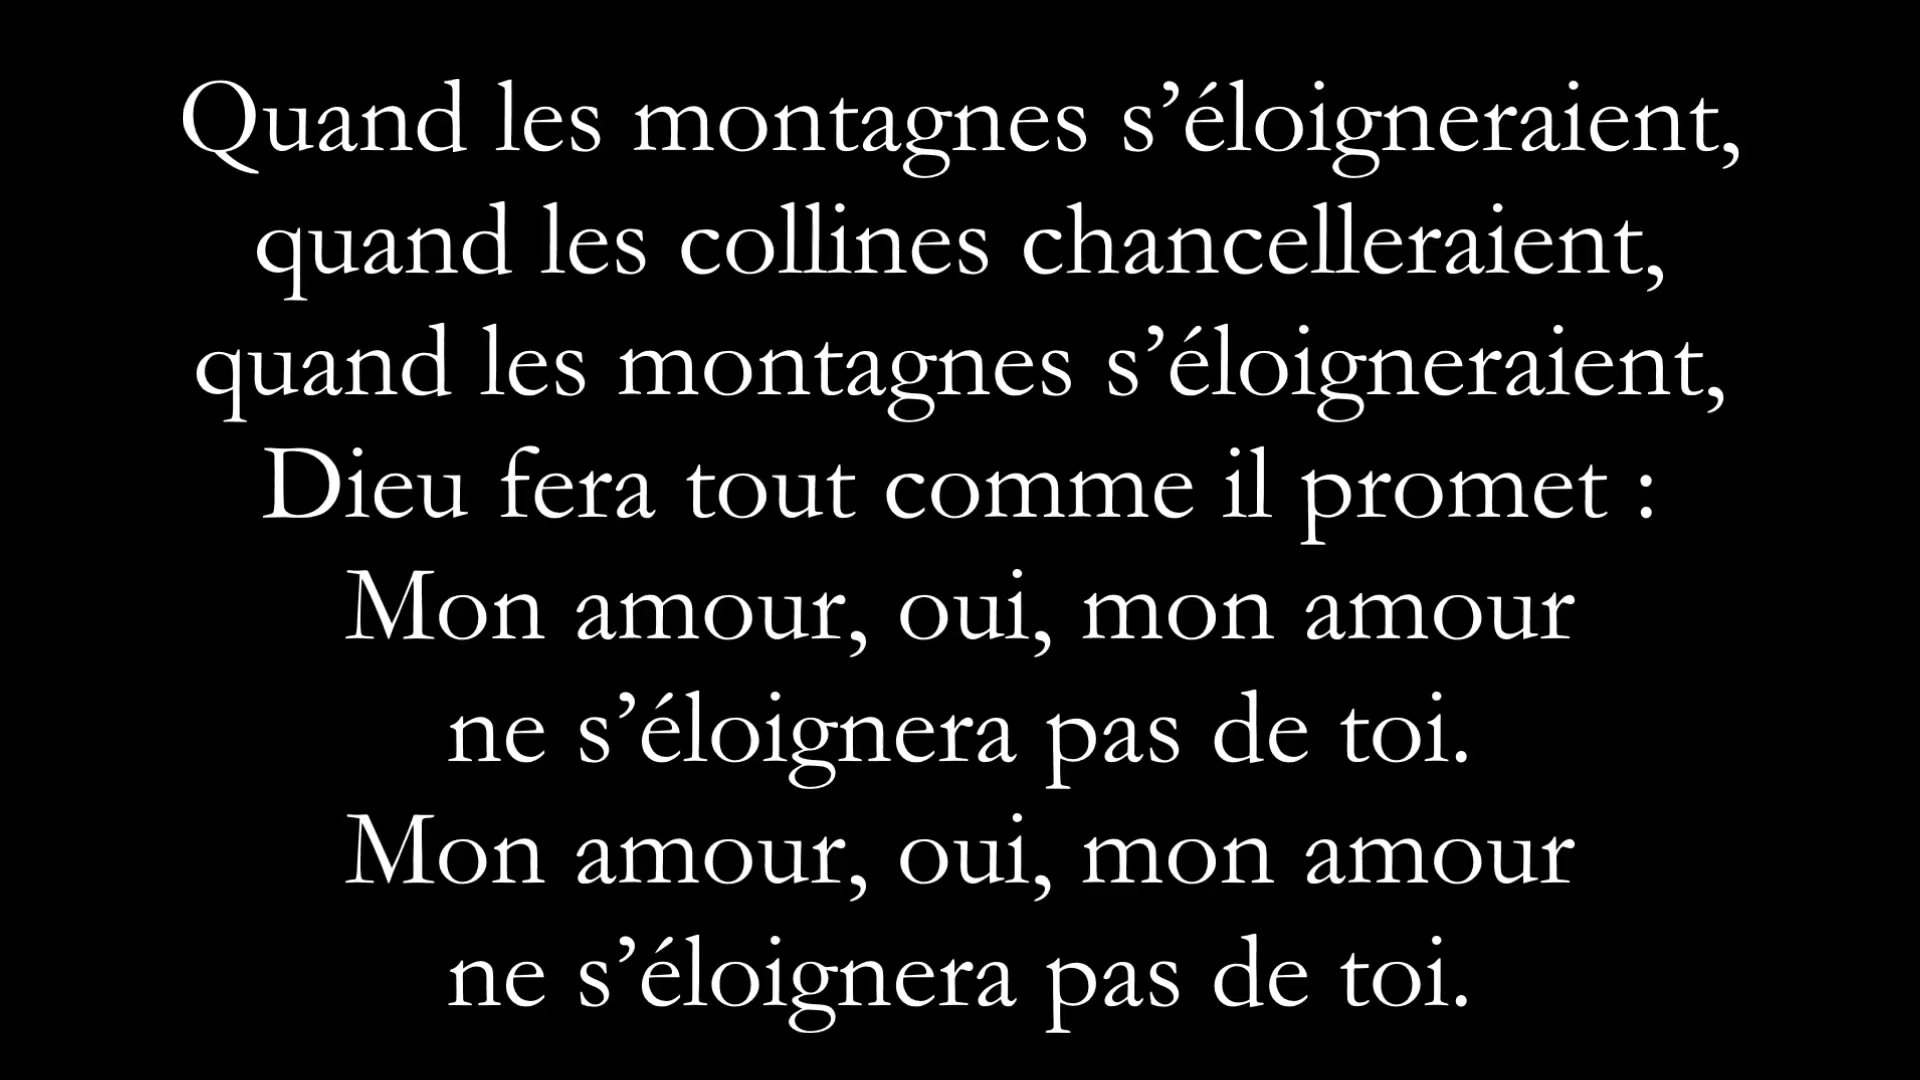 Quand les montagnes s’éloigneraient,
quand les collines chancelleraient,
quand les montagnes s’éloigneraient,
Dieu fera tout comme il promet :
Mon amour, oui, mon amour
ne s’éloignera pas de toi.
Mon amour, oui, mon amour
ne s’éloignera pas de toi.